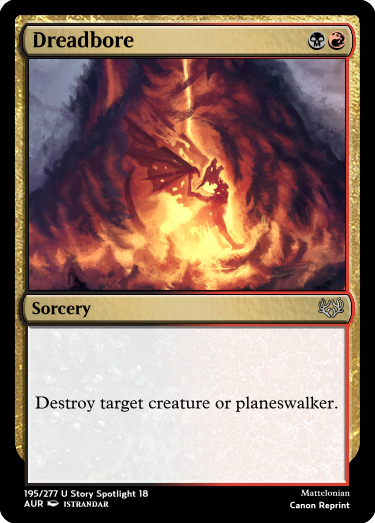 Dreadbore
Sorcery
Destroy target creature or planeswalker.
195/277 U Story Spotlight 18
Mattelonian
AUR ISTRANDAR
Canon Reprint